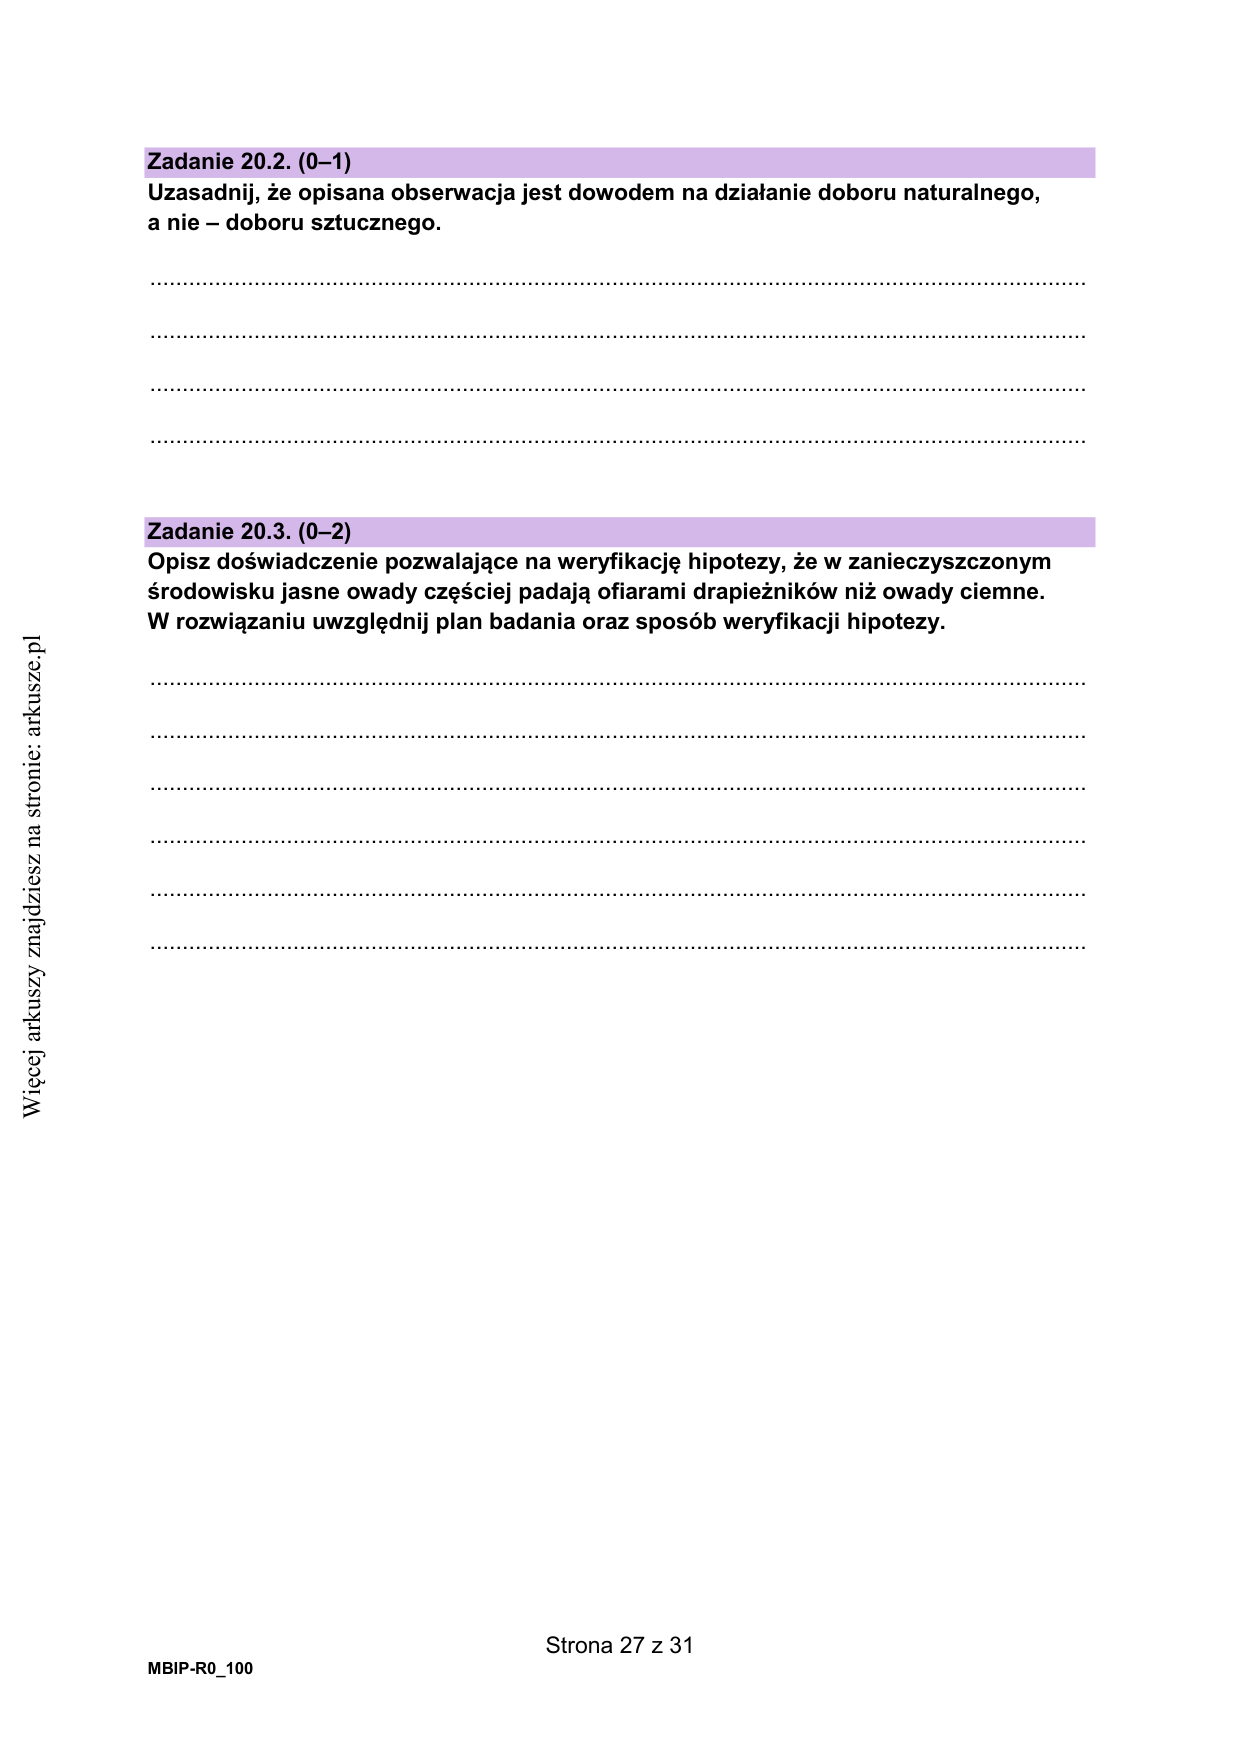 Zadanie 20.2. (0–1)
Uzasadnij, że opisana obserwacja jest dowodem na działanie doboru naturalnego,
a nie – doboru sztucznego.
Zadanie 20.3. (0–2)
Opisz doświadczenie pozwalające na weryfikację hipotezy, że w zanieczyszczonym
środowisku jasne owady częściej padają ofiarami drapieżników niż owady ciemne.
W rozwiązaniu uwzględnij plan badania oraz sposób weryfikacji hipotezy.
Więcej arkuszy znajdziesz na stronie: arkusze.pl
Strona 27 z 31
MBIP-R0_100